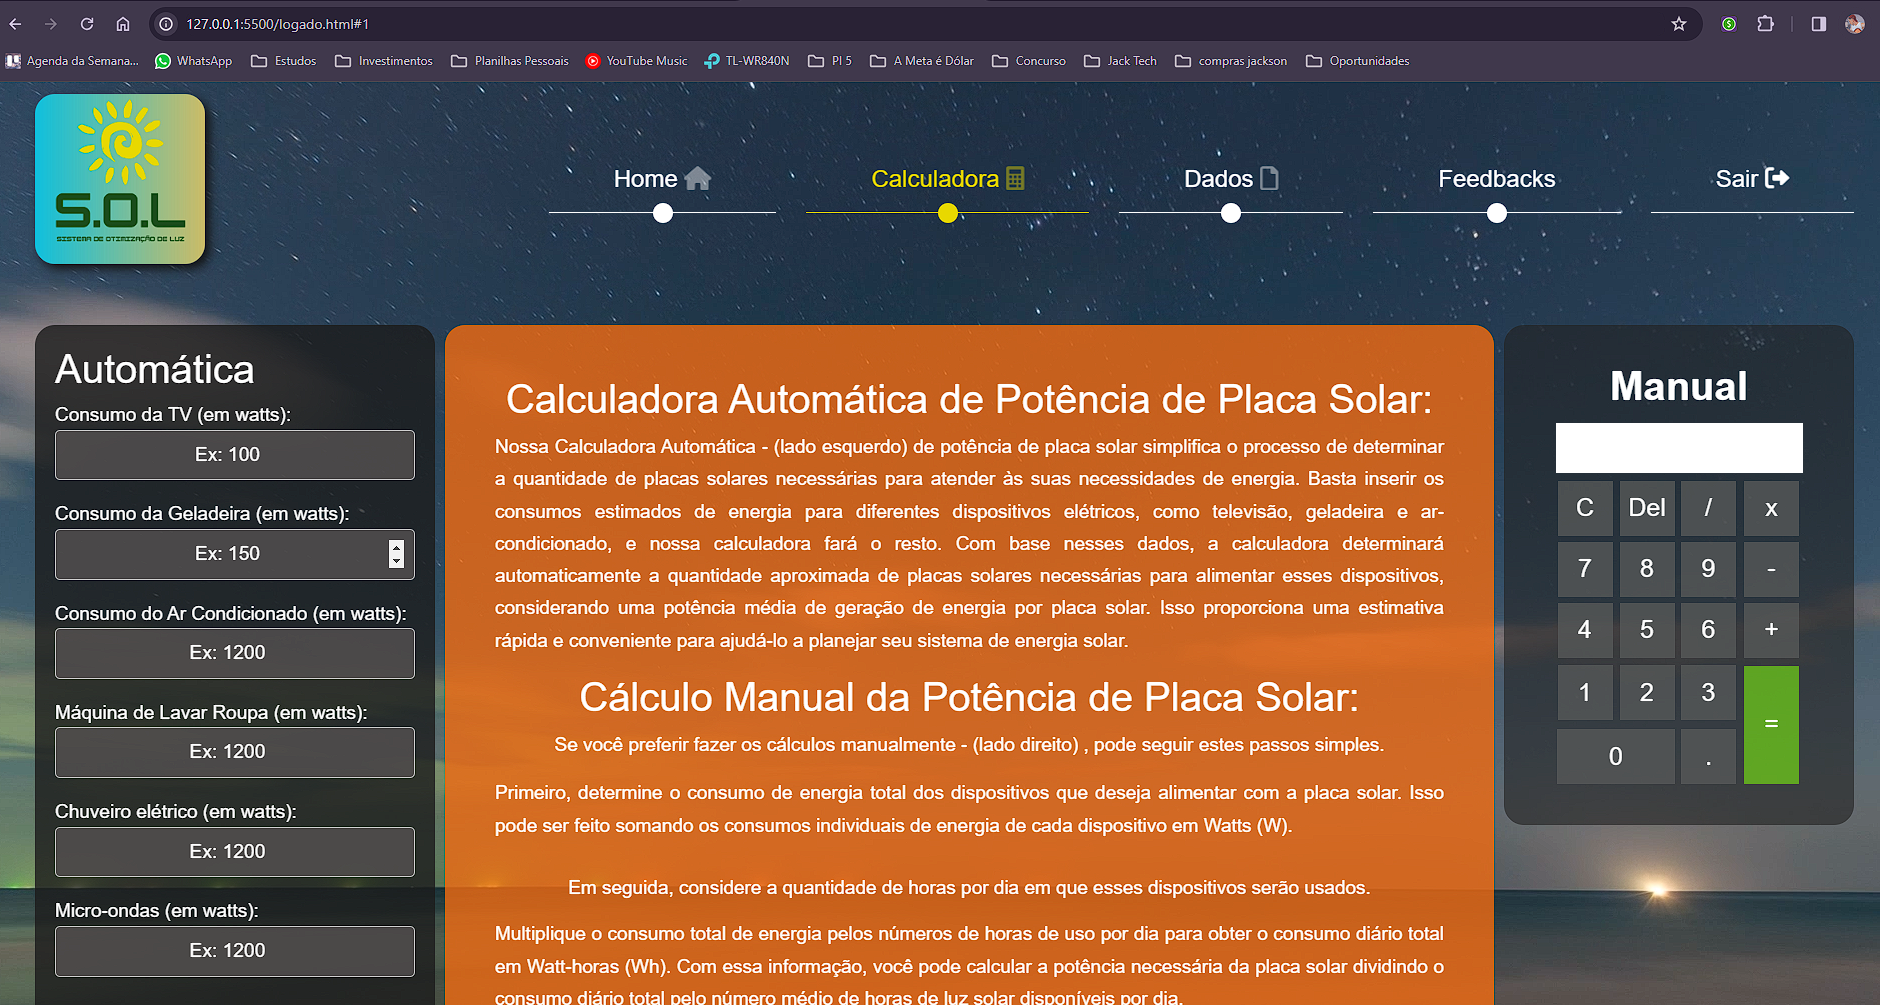 127.0.0.1:5500/logado.html#1
Agenda da Semana...
WhatsApp
Estudos
Investimentos
Planilhas Pessoais
YouTube Music
TL-WR840N
PI 5
A Meta é Dólar
Concurso
Jack Tech
compras jackson
Oportunidades
S.O.L
SISTEMA DE OTIMIZAÇÃO DE LUZ
Home
Calculadora
Dados
Feedbacks
Sair
Automática
Consumo da TV (em watts):
Ex: 100
Consumo da Geladeira (em watts):
Ex: 150
Consumo do Ar Condicionado (em watts):
Ex: 1200
Máquina de Lavar Roupa (em watts):
Ex: 1200
Chuveiro elétrico (em watts):
Ex: 1200
Micro-ondas (em watts):
Ex: 1200
Calculadora Automática de Potência de Placa Solar:
Nossa Calculadora Automática - (lado esquerdo) de potência de placa solar simplifica o processo de determinar
a quantidade de placas solares necessárias para atender às suas necessidades de energia. Basta inserir os
consumos estimados de energia para diferentes dispositivos elétricos, como televisão, geladeira e ar-
condicionado, e nossa calculadora fará o resto. Com base nesses dados, a calculadora determinará
automaticamente a quantidade aproximada de placas solares necessárias para alimentar esses dispositivos,
considerando uma potência média de geração de energia por placa solar. Isso proporciona uma estimativa
rápida e conveniente para ajudá-lo a planejar seu sistema de energia solar.
Cálculo Manual da Potência de Placa Solar:
Se você preferir fazer os cálculos manualmente - (lado direito) , pode seguir estes passos simples.
Primeiro, determine o consumo de energia total dos dispositivos que deseja alimentar com a placa solar. Isso
pode ser feito somando os consumos individuais de energia de cada dispositivo em Watts (W).
Em seguida, considere a quantidade de horas por dia em que esses dispositivos serão usados.
Multiplique o consumo total de energia pelos números de horas de uso por dia para obter o consumo diário total
em Watt-horas (Wh). Com essa informação, você pode calcular a potência necessária da placa solar dividindo o
consumo diário total pelo número médio de horas de luz solar disponíveis por dia.
Manual
C Del / x
7 8 9 -
4 5 6 +
1 2 3 =
0 .